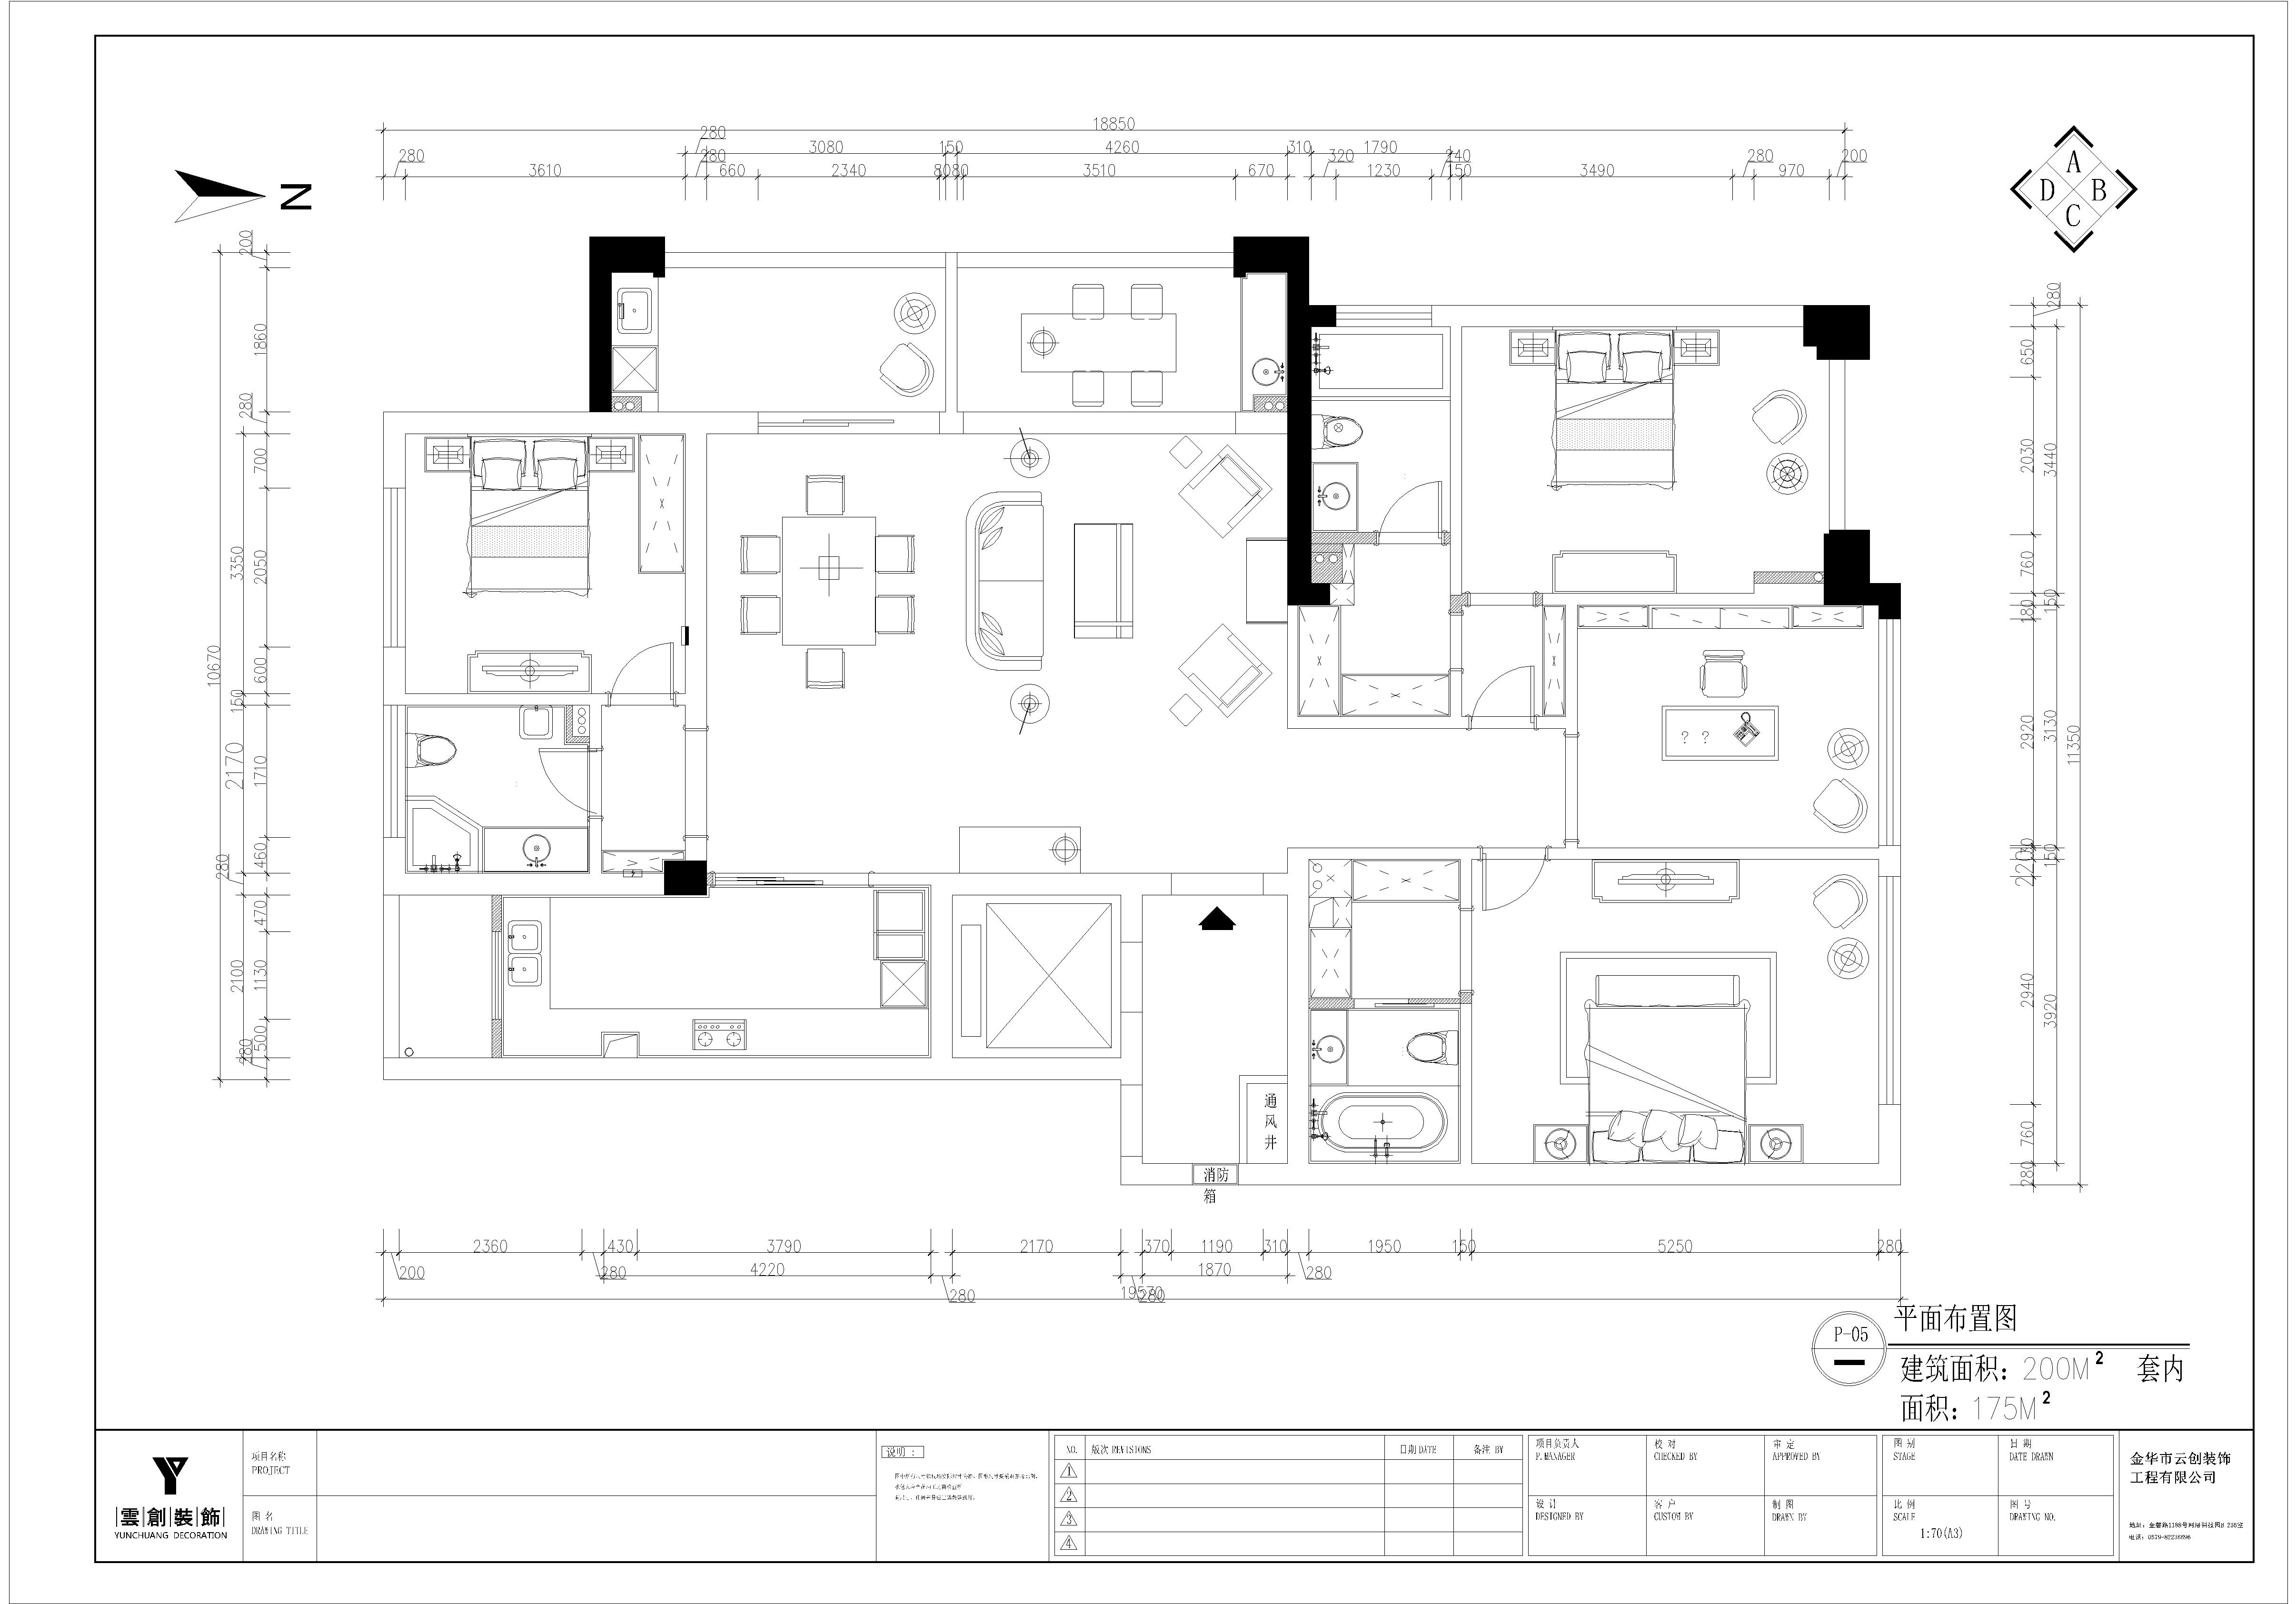 18850
280
3080
150
4260
310
1790
280
3610
280
660
2340
80
80
3510
670
320
1230
240
150
3490
280
970
200
N
A
D
B
C
200
1860
280
700
3350
2050
10670
600
150
2170
1710
280
460
470
2100
1130
280
500
280
650
2030
3440
760
180
150
2920
3130
11350
150
2940
3920
760
280
? ?
通
风
井
消防
箱
2360
430
3790
2170
370
1190
310
1950
150
5250
280
200
280
4220
1870
280
280
19570
280
P-05
平面布置图
建筑面积：200M² 套内
面积：175M²
雲創裝飾
YUNCHUANG DECORATION
项目名称
PROJECT
图 名
DRAWING TITLE
说明：
NO. 版次 REVISIONS 日期 DATE 备注 BY
1
2
3
4
项目负责人
P.MANAGER
校 对
CHECKED BY
审 定
APPROVED BY
设 计
DESIGNED BY
客 户
CUSTOM BY
制 图
DRAWN BY
图 别
STAGE
日 期
DATE DRAWN
比 例
SCALE
1:70(A3)
图 号
DRAWING NO.
金华市云创装饰
工程有限公司